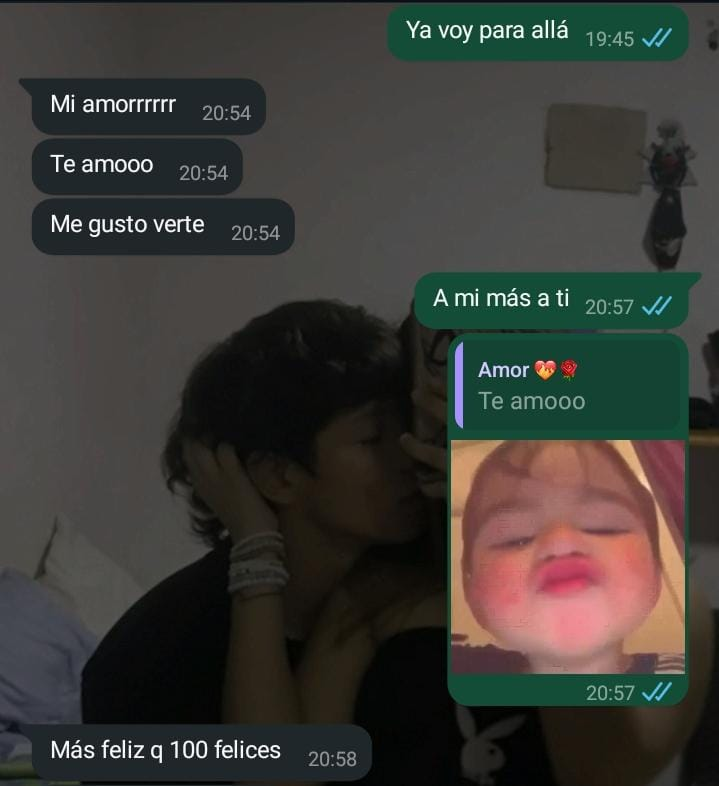 Ya voy para allá 19:45
Mi amorrrrrr 20:54
Te amooo 20:54
Me gusto verte 20:54
A mi más a ti 20:57
Amor ❤️‍🔥🌹
Te amooo
20:57
Más feliz q 100 felices 20:58